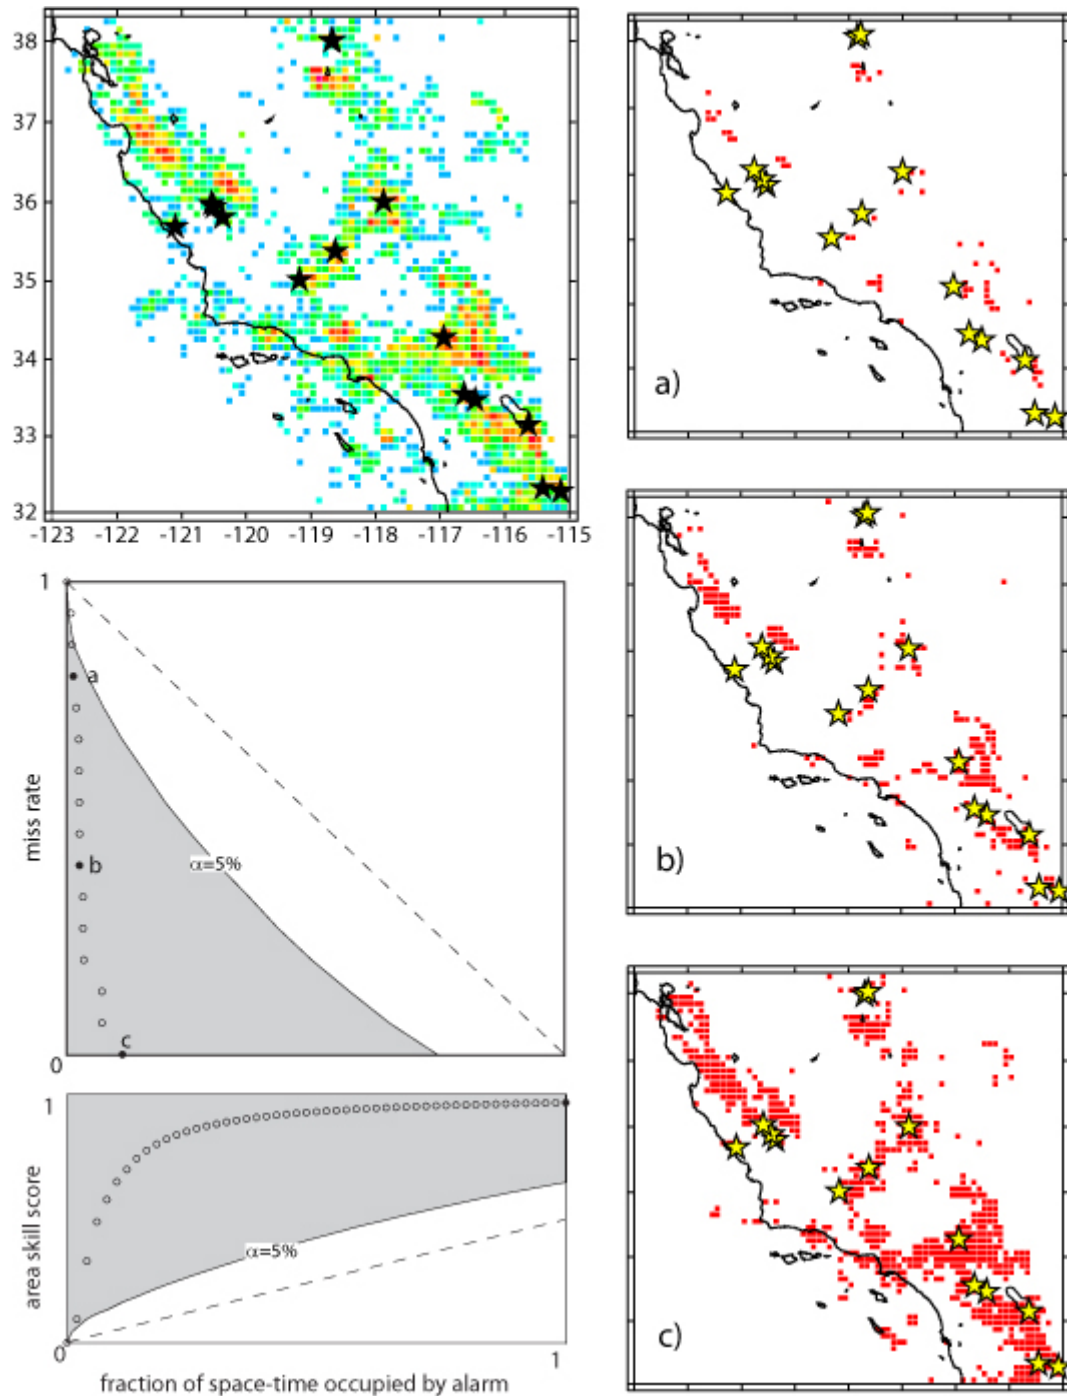 38
37
36
35
34
33
32
-123 -122 -121 -120 -119 -118 -117 -116 -115
a)
b)
c)
1
a
α=5%
b
c
miss rate
0
1
α=5%
area skill score
0
1
fraction of space-time occupied by alarm